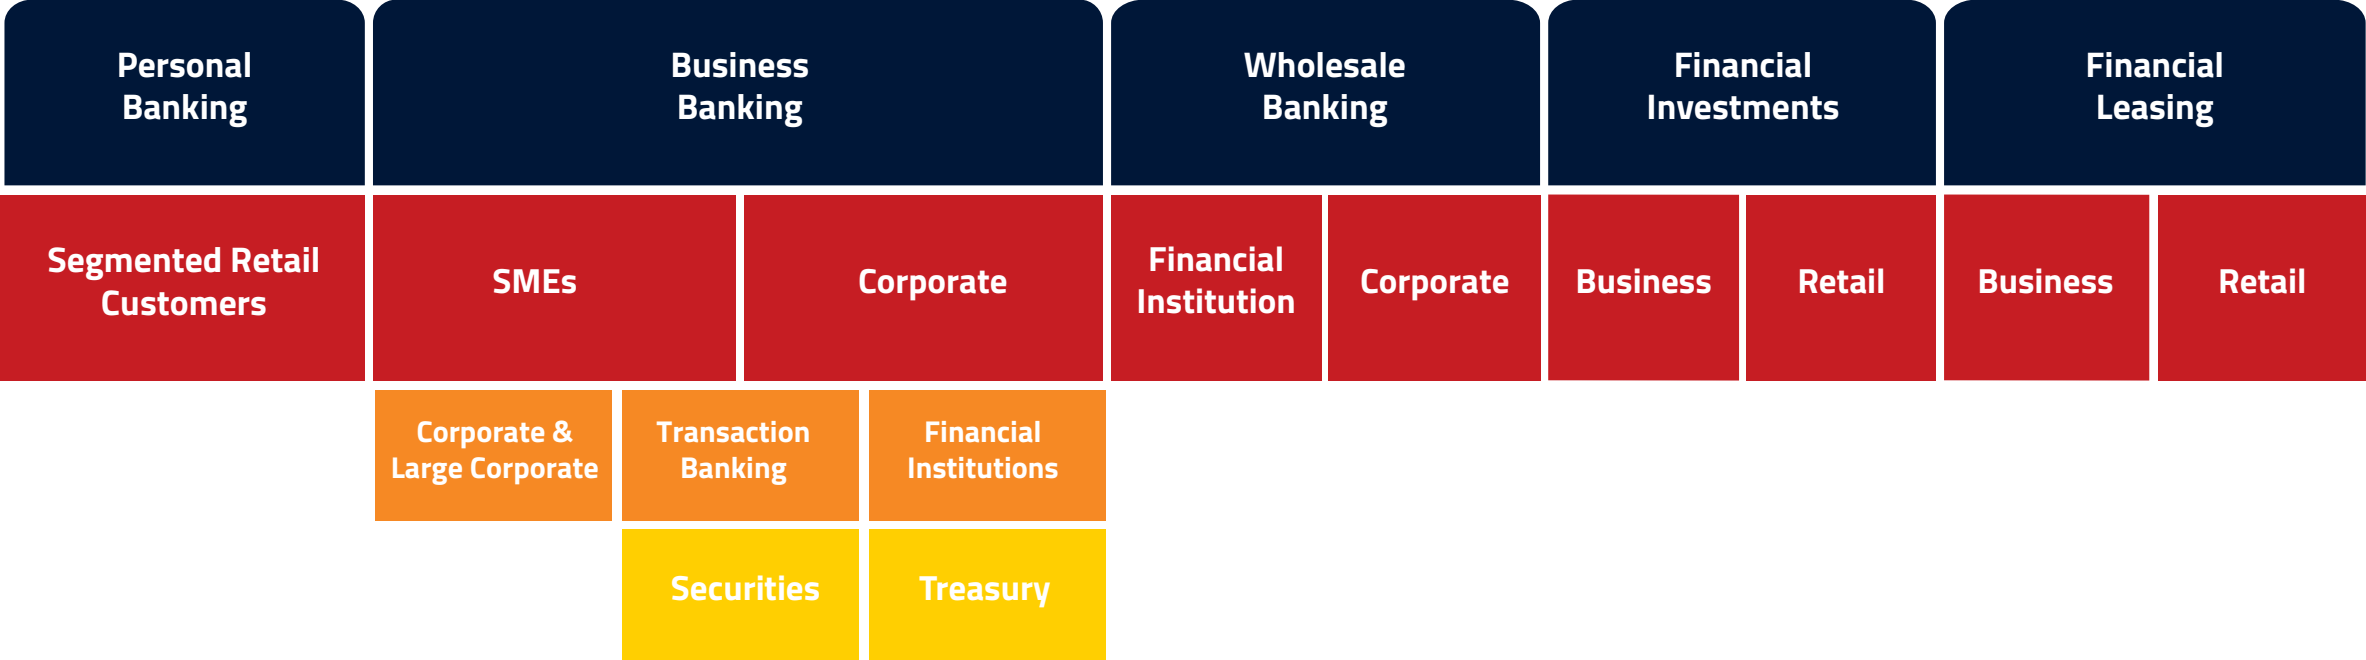 Personal
Banking
Business
Banking
Wholesale
Banking
Financial
Investments
Financial
Leasing
Segmented Retail
Customers
SMEs
Corporate
Financial
Institution
Corporate
Business
Retail
Business
Retail
Corporate &
Large Corporate
Transaction
Banking
Financial
Institutions
Securities
Treasury